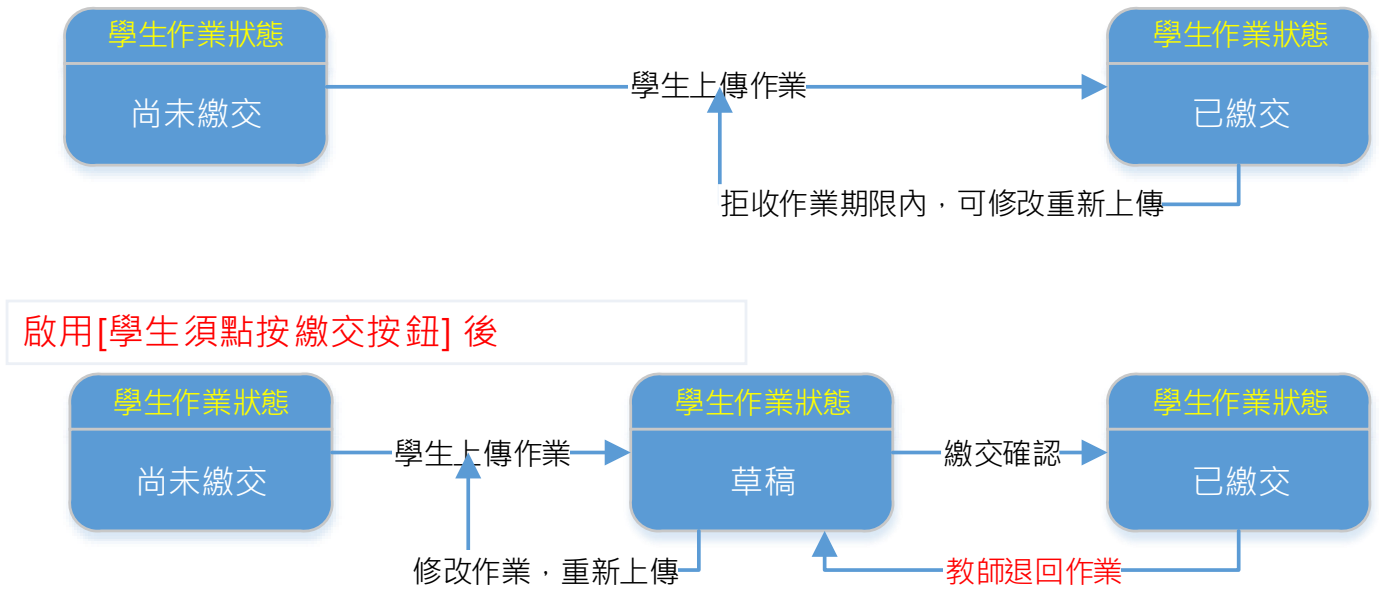 學生作業狀態
學生作業狀態
尚未繳交
學生上傳作業
已繳交
拒收作業期限內，可修改重新上傳
啟用[學生須點按繳交按鈕] 後
學生作業狀態
學生作業狀態
學生作業狀態
尚未繳交
學生上傳作業
草稿
繳交確認
已繳交
修改作業，重新上傳
教師退回作業